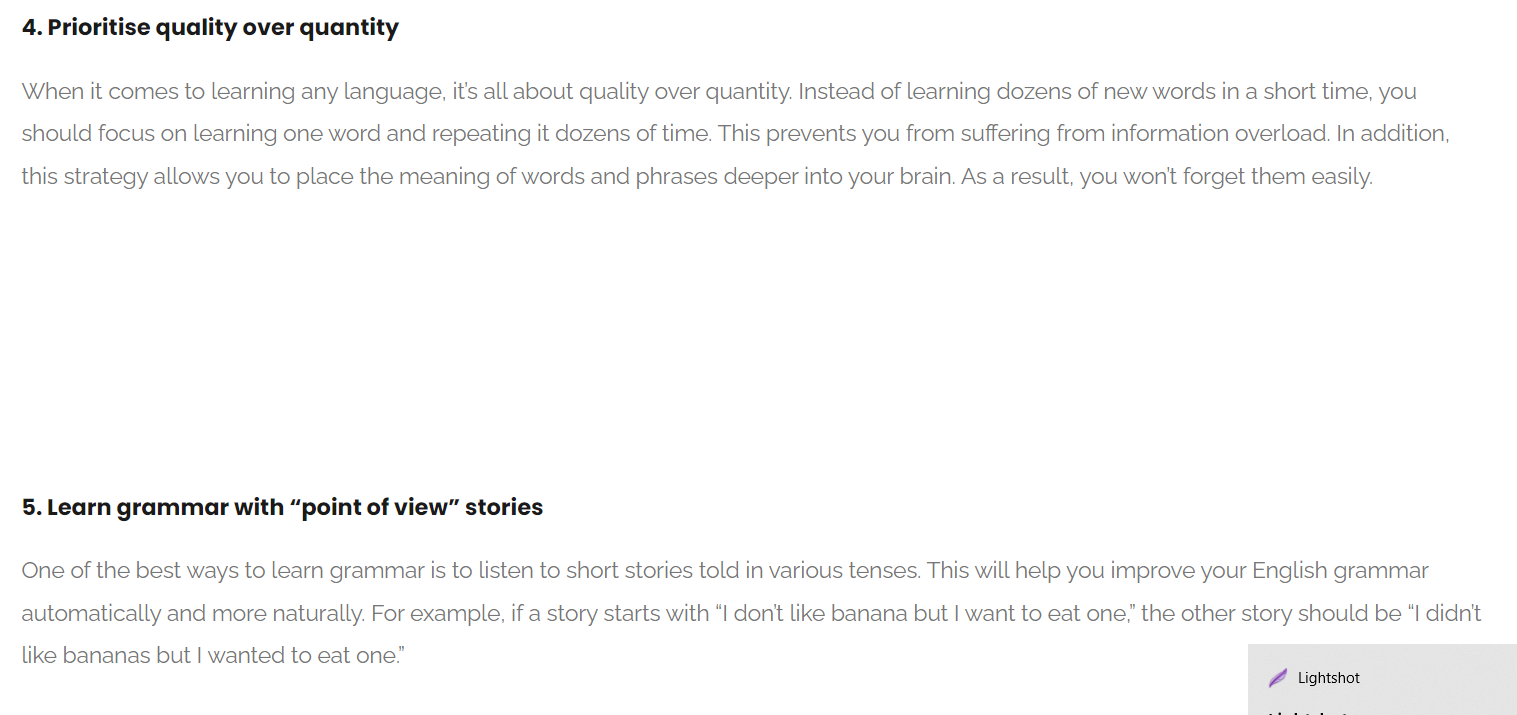 4. Prioritise quality over quantity
When it comes to learning any language, it’s all about quality over quantity. Instead of learning dozens of new words in a short time, you
should focus on learning one word and repeating it dozens of time. This prevents you from suffering from information overload. In addition,
this strategy allows you to place the meaning of words and phrases deeper into your brain. As a result, you won’t forget them easily.
5. Learn grammar with “point of view” stories
One of the best ways to learn grammar is to listen to short stories told in various tenses. This will help you improve your English grammar
automatically and more naturally. For example, if a story starts with “I don’t like banana but I want to eat one,” the other story should be “I didn’t
like bananas but I wanted to eat one.”
Lightshot